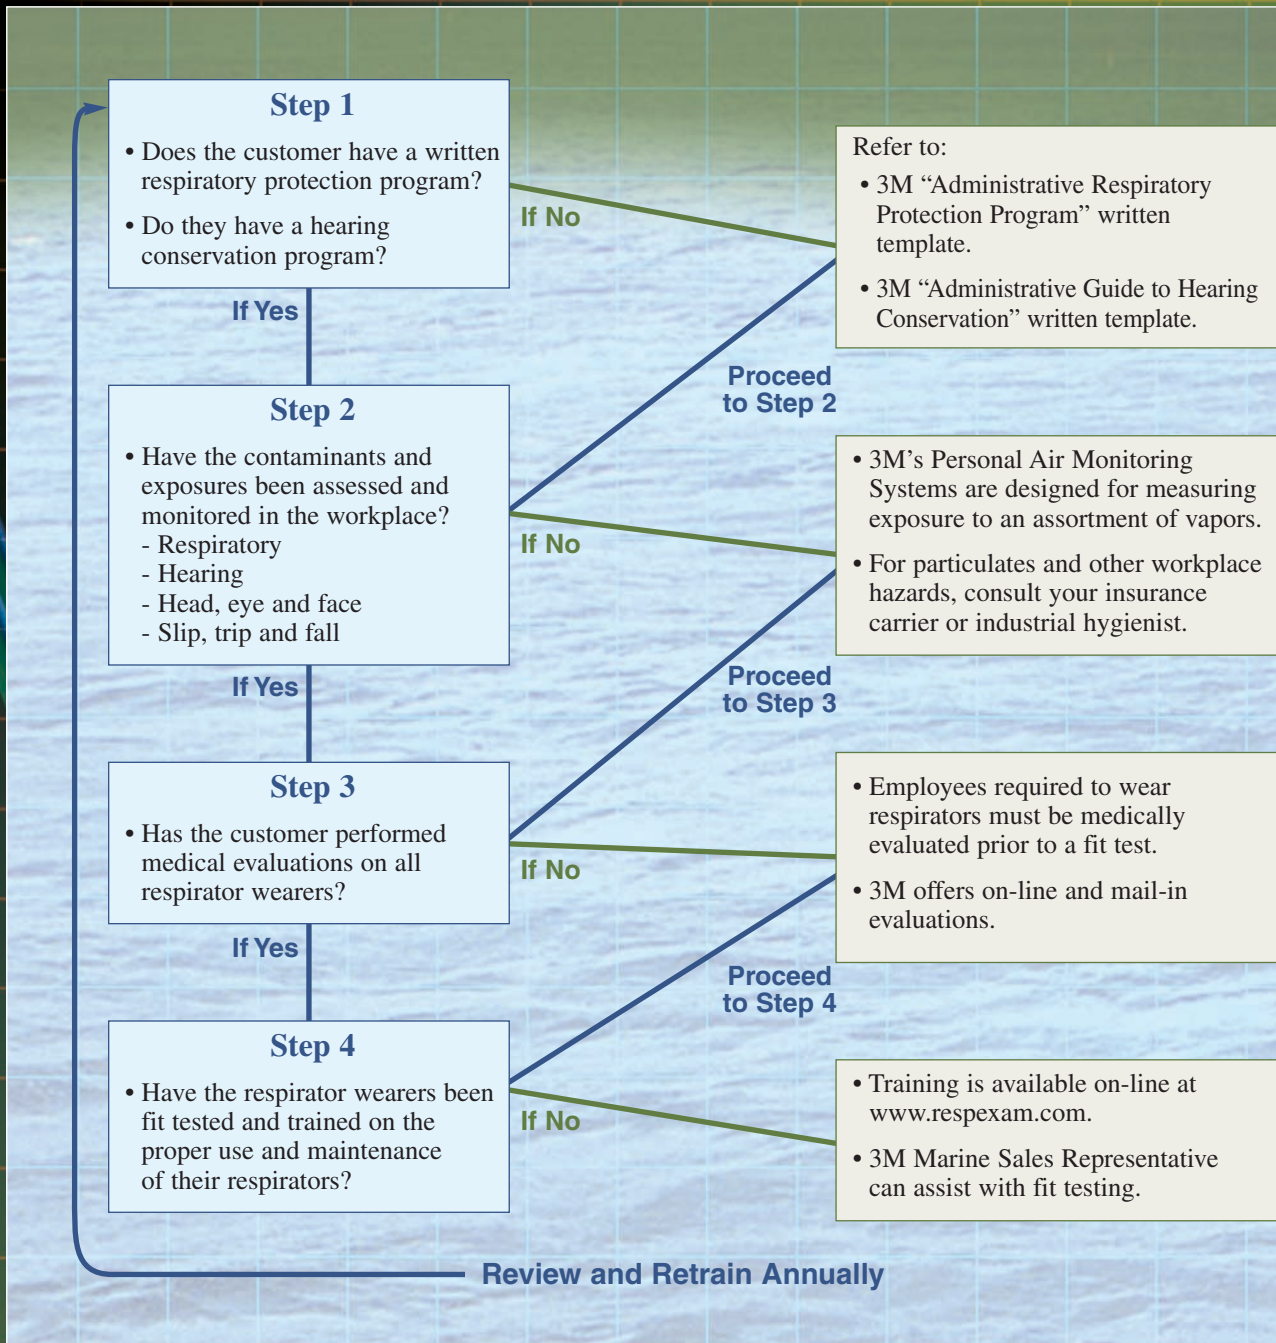 Step 1
• Does the customer have a written
respiratory protection program?
• Do they have a hearing
conservation program?
If No
Refer to:
• 3M “Administrative Respiratory
Protection Program” written
template.
• 3M “Administrative Guide to Hearing
Conservation” written template.
If Yes
Proceed
to Step 2
Step 2
• Have the contaminants and
exposures been assessed and
monitored in the workplace?
- Respiratory
- Hearing
- Head, eye and face
- Slip, trip and fall
If No
• 3M’s Personal Air Monitoring
Systems are designed for measuring
exposure to an assortment of vapors.
• For particulates and other workplace
hazards, consult your insurance
carrier or industrial hygienist.
If Yes
Proceed
to Step 3
Step 3
• Has the customer performed
medical evaluations on all
respirator wearers?
If No
• Employees required to wear
respirators must be medically
evaluated prior to a fit test.
• 3M offers on-line and mail-in
evaluations.
If Yes
Proceed
to Step 4
Step 4
• Have the respirator wearers been
fit tested and trained on the
proper use and maintenance
of their respirators?
If No
• Training is available on-line at
www.respexam.com.
• 3M Marine Sales Representative
can assist with fit testing.
Review and Retrain Annually